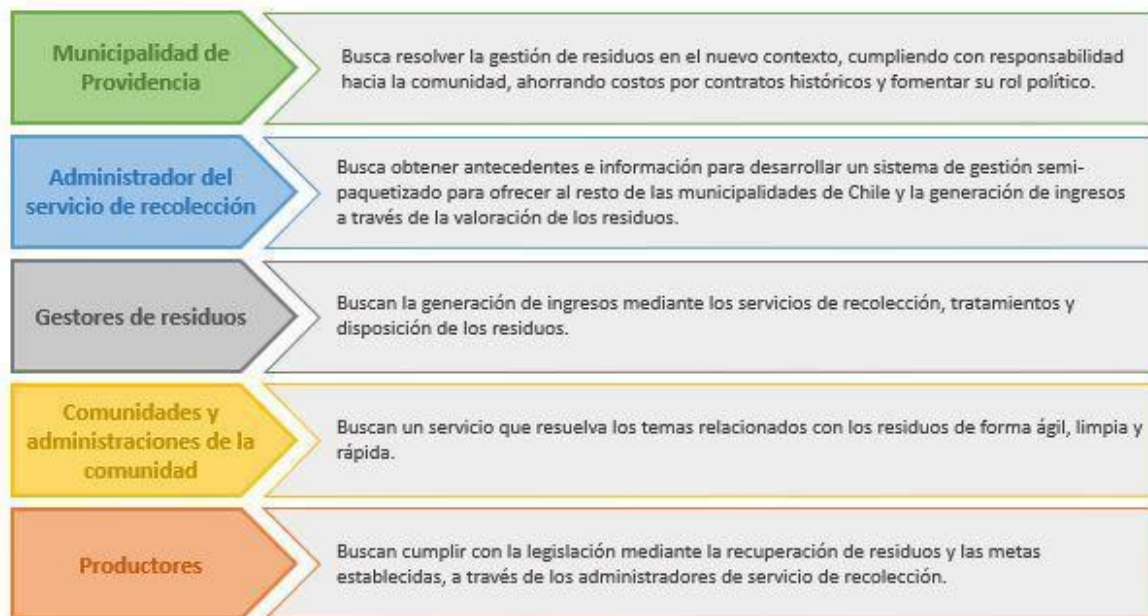 Municipalidad de
Providencia
Busca resolver la gestión de residuos en el nuevo contexto, cumpliendo con responsabilidad
hacia la comunidad, ahorrando costos por contratos históricos y fomentar su rol político.
Administrador del
servicio de recolección
Busca obtener antecedentes e información para desarrollar un sistema de gestión semi-
paquetizado para ofrecer al resto de las municipalidades de Chile y la generación de ingresos
a través de la valoración de los residuos.
Gestores de residuos
Buscan la generación de ingresos mediante los servicios de recolección, tratamientos y
disposición de los residuos.
Comunidades y
administraciones de la
comunidad
Buscan un servicio que resuelva los temas relacionados con los residuos de forma ágil, limpia y
rápida.
Productores
Buscan cumplir con la legislación mediante la recuperación de residuos y las metas
establecidas, a través de los administradores de servicio de recolección.